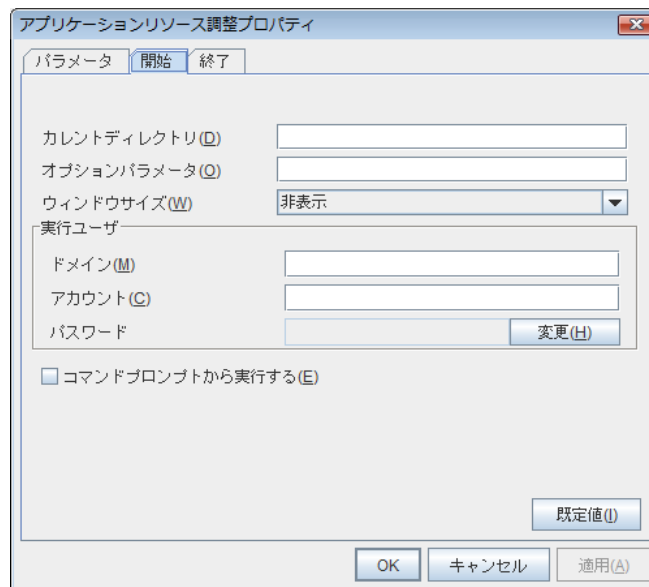 アプリケーションリソース調整プロパティ
パラメータ 開始 終了
カレントディレクトリ(D)
オプションパラメータ(O)
ウィンドウサイズ(W) 非表示
実行ユーザ
ドメイン(M)
アカウント(C)
パスワード 変更(H)
コマンドプロンプトから実行する(E)
既定値(I)
OK キャンセル 適用(A)